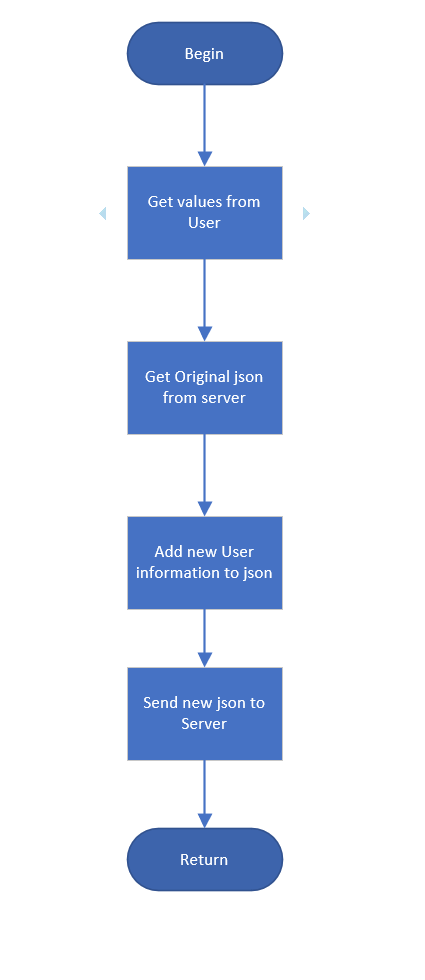 Begin
Get values from
User
Get Original json
from server
Add new User
information to json
Send new json to
Server
Return